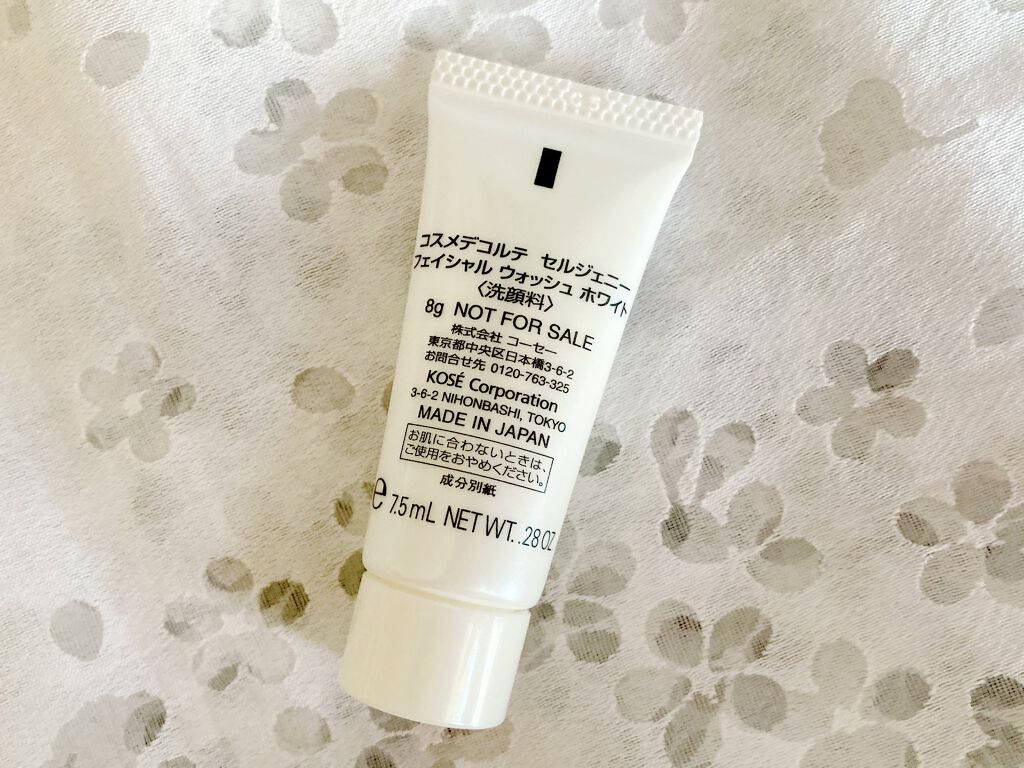 コスメデコルテ セルジェニー
フェイシャル ウォッシュ ホワイト
〈洗顔料〉
8g NOT FOR SALE
株式会社 コーセー
東京都中央区日本橋3-6-2
お問合せ先 0120-763-325
KOSÉ Corporation
3-6-2 NIHONBASHI, TOKYO
MADE IN JAPAN
お肌に合わないときは、
ご使用をおやめください。
成分別紙
e 7.5mL NET WT. .28 OZ